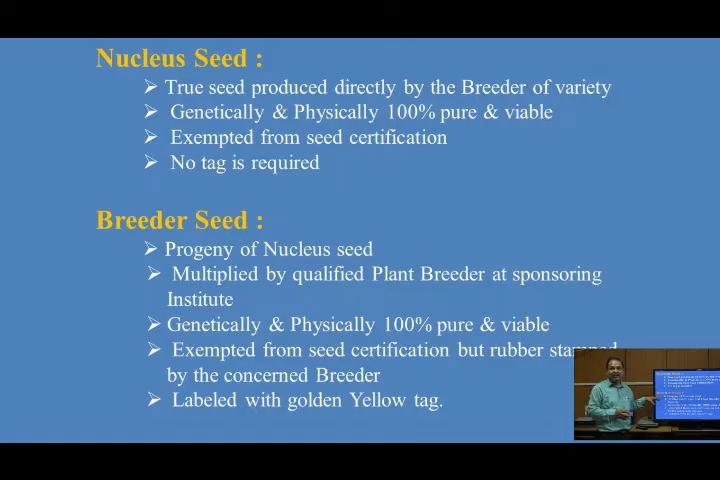 Nucleus Seed :
➢ True seed produced directly by the Breeder of variety
➢ Genetically & Physically 100% pure & viable
➢ Exempted from seed certification
➢ No tag is required
Breeder Seed :
➢ Progeny of Nucleus seed
➢ Multiplied by qualified Plant Breeder at sponsoring
Institute
➢ Genetically & Physically 100% pure & viable
➢ Exempted from seed certification but rubber stamped
by the concerned Breeder
➢ Labeled with golden Yellow tag.